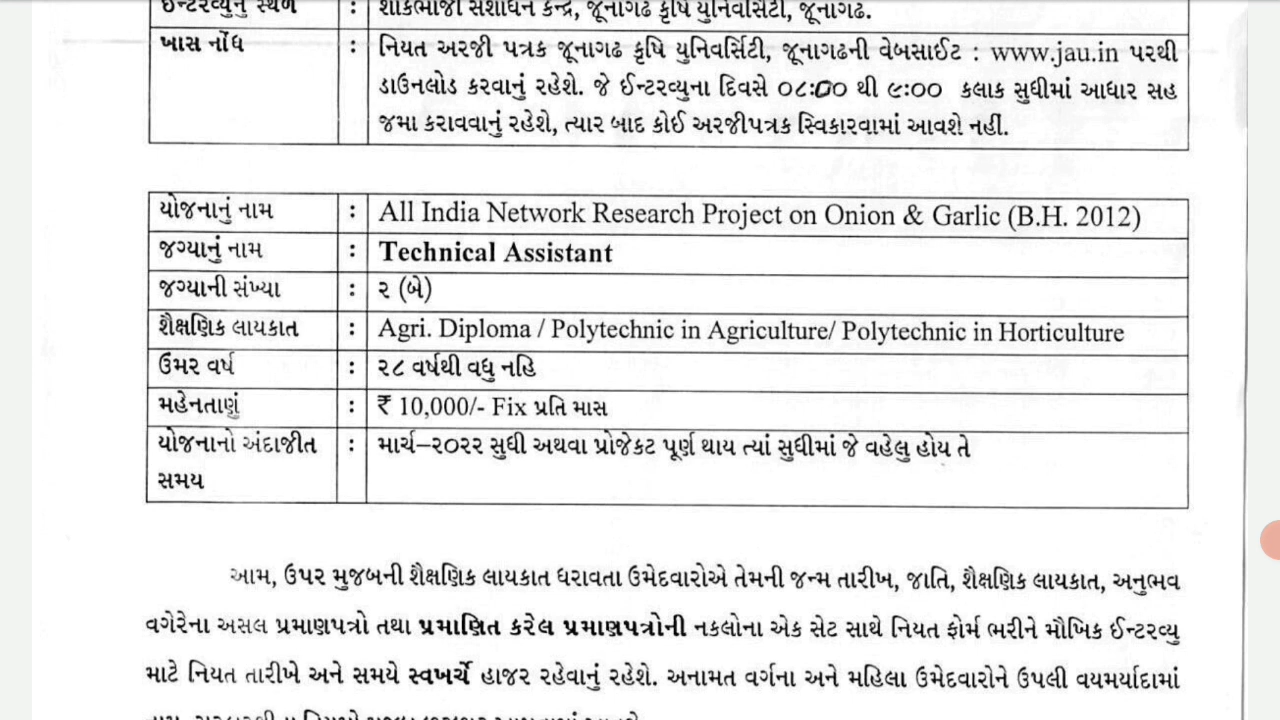 ઈન્ટરવ્યુનું સ્થળ : શાકભાજી સંશોધન કેન્દ્ર, જૂનાગઢ કૃષિ યુનિવર્સિટી, જૂનાગઢ.
ખાસ નોંધ : નિયત અરજી પત્રક જૂનાગઢ કૃષિ યુનિવર્સિટી, જૂનાગઢની વેબસાઈટ : www.jau.in પરથી
ડાઉનલોડ કરવાનું રહેશે. જે ઈન્ટરવ્યુના દિવસે ૦૮:૦૦ થી ૯:૦૦ કલાક સુધીમાં આધાર સહ
જમા કરાવવાનું રહેશે, ત્યાર બાદ કોઈ અરજીપત્રક સ્વિકારવામાં આવશે નહીં.
યોજનાનું નામ : All India Network Research Project on Onion & Garlic (B.H. 2012)
જગ્યાનું નામ : Technical Assistant
જગ્યાની સંખ્યા : ૨ (બે)
શૈક્ષણિક લાયકાત : Agri. Diploma / Polytechnic in Agriculture/ Polytechnic in Horticulture
ઉંમર વર્ષ : ૨૮ વર્ષથી વધુ નહિ
મહેનતાણું : ₹ 10,000/- Fix પ્રતિ માસ
યોજનાનો અંદાજીત : માર્ચ–૨૦૨૨ સુધી અથવા પ્રોજેકટ પૂર્ણ થાય ત્યાં સુધીમાં જે વહેલુ હોય તે
સમય
આમ, ઉપર મુજબની શૈક્ષણિક લાયકાત ધરાવતા ઉમેદવારોએ તેમની જન્મ તારીખ, જાતિ, શૈક્ષણિક લાયકાત, અનુભવ
વગેરેના અસલ પ્રમાણપત્રો તથા પ્રમાણિત કરેલ પ્રમાણપત્રોની નકલોના એક સેટ સાથે નિયત ફોર્મ ભરીને મૌખિક ઈન્ટરવ્યુ
માટે નિયત તારીખે અને સમયે સ્વખર્ચે હાજર રહેવાનું રહેશે. અનામત વર્ગના અને મહિલા ઉમેદવારોને ઉપલી વયમર્યાદામાં